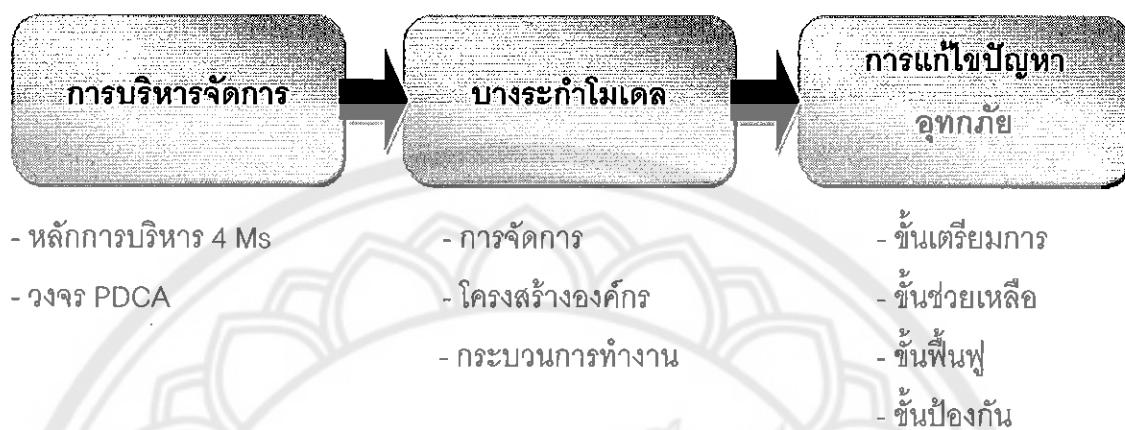 การบริหารจัดการ
- หลักการบริหาร 4 Ms
- วงจร PDCA
บางระกำโมเดล
- การจัดการ
- โครงสร้างองค์กร
- กระบวนการทำงาน
การแก้ไขปัญหา
อุทกภัย
- ขั้นเตรียมการ
- ขั้นช่วยเหลือ
- ขั้นฟื้นฟู
- ขั้นป้องกัน